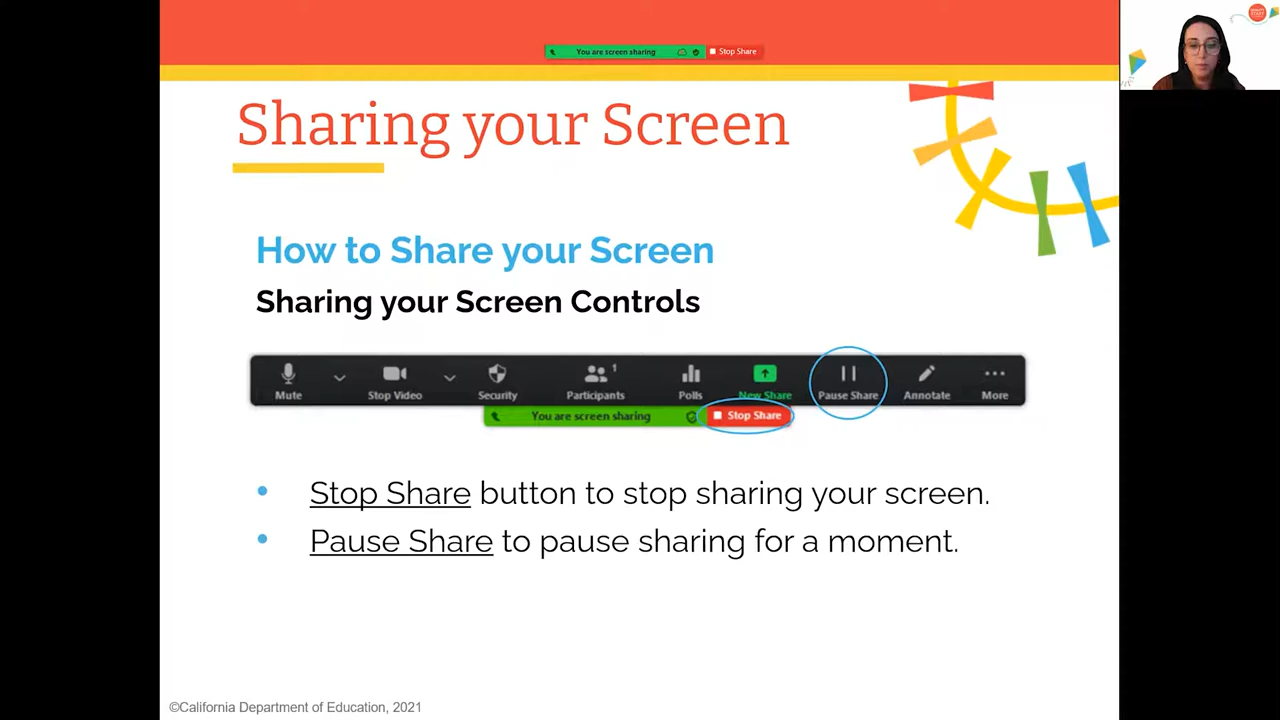 You are screen sharing Stop Share
Sharing your Screen
How to Share your Screen
Sharing your Screen Controls
1
Mute Stop Video Security Participants Polls New Share Pause Share Annotate More
You are screen sharing Stop Share
• Stop Share button to stop sharing your screen.
• Pause Share to pause sharing for a moment.
©California Department of Education, 2021